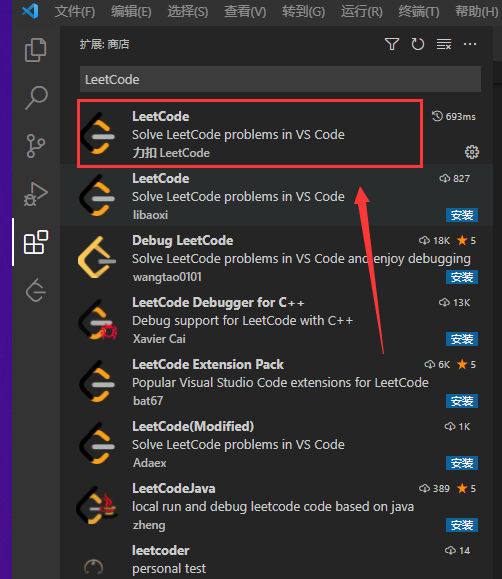 文件(F) 编辑(E) 选择(S) 查看(V) 转到(G) 运行(R) 终端(T) 帮助(H)
扩展: 商店
LeetCode
LeetCode 693ms
Solve LeetCode problems in VS Code
力扣 LeetCode
LeetCode 827
Solve LeetCode problems in VS Code
libaoxi 安装
Debug LeetCode 18K 5
Solve LeetCode problems in VS Code and enjoy debugging
wangtao0101 安装
LeetCode Debugger for C++ 13K
Debug support for LeetCode with C++
Xavier Cai 安装
LeetCode Extension Pack 6K 5
Popular Visual Studio Code extensions for LeetCode
bat67 安装
LeetCode(Modified) 1K
Solve LeetCode problems in VS Code
Adaex 安装
LeetCodeJava 389 5
local run and debug leetcode code based on java
zheng 安装
leetcoder 14
personal test